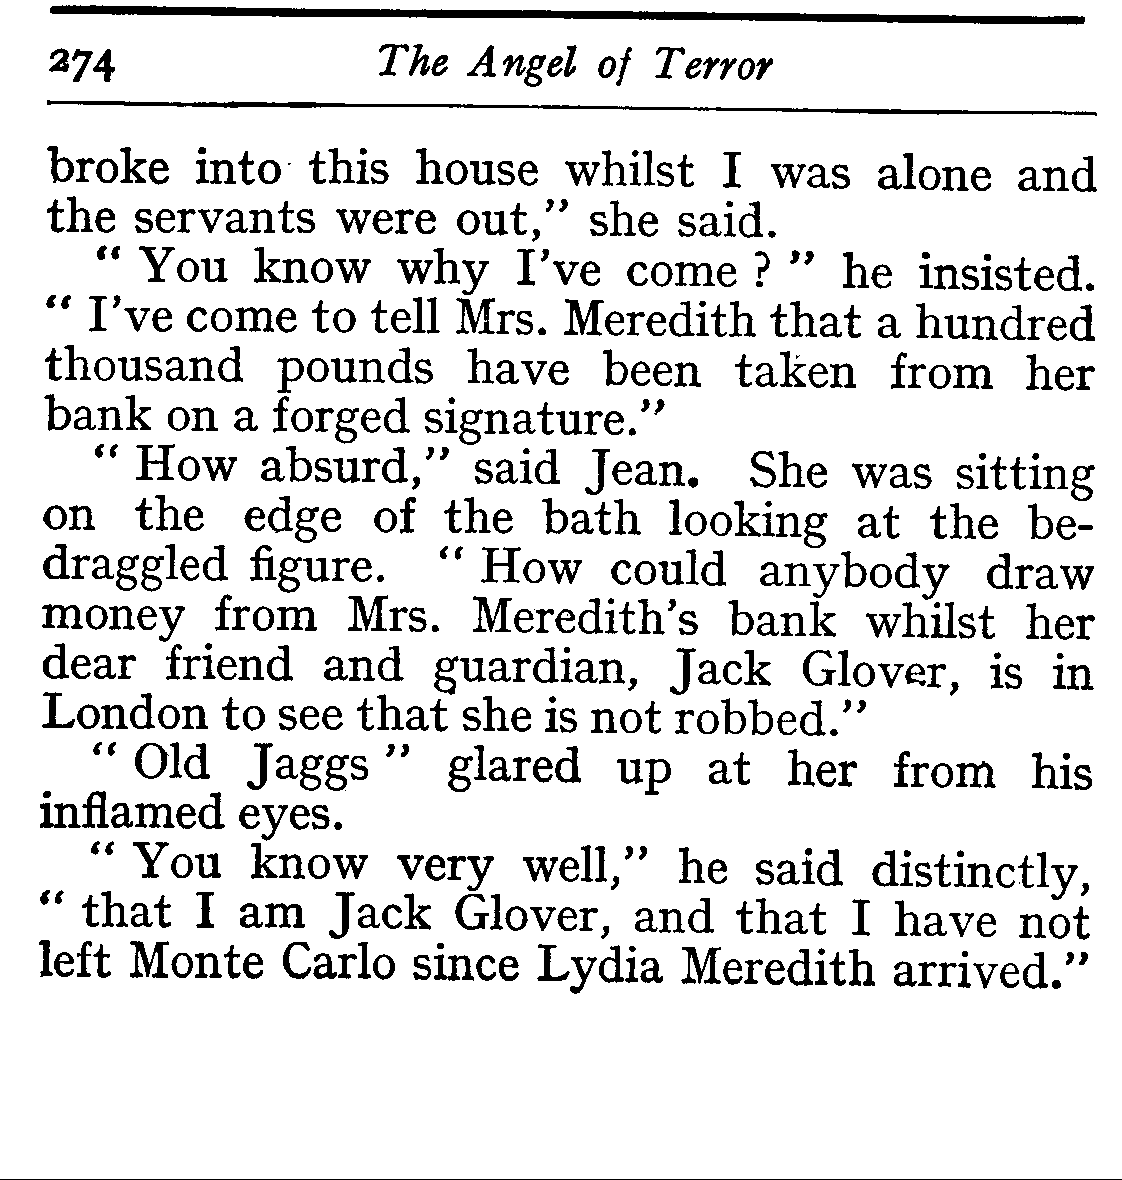 274 The Angel of Terror
broke into this house whilst I was alone and
the servants were out,” she said.
“ You know why I've come ? ” he insisted.
“ I've come to tell Mrs. Meredith that a hundred
thousand pounds have been taken from her
bank on a forged signature.”
“ How absurd,” said Jean. She was sitting
on the edge of the bath looking at the be-
draggled figure. “ How could anybody draw
money from Mrs. Meredith's bank whilst her
dear friend and guardian, Jack Glover, is in
London to see that she is not robbed.”
“ Old Jaggs ” glared up at her from his
inflamed eyes.
“ You know very well,” he said distinctly,
“ that I am Jack Glover, and that I have not
left Monte Carlo since Lydia Meredith arrived.”